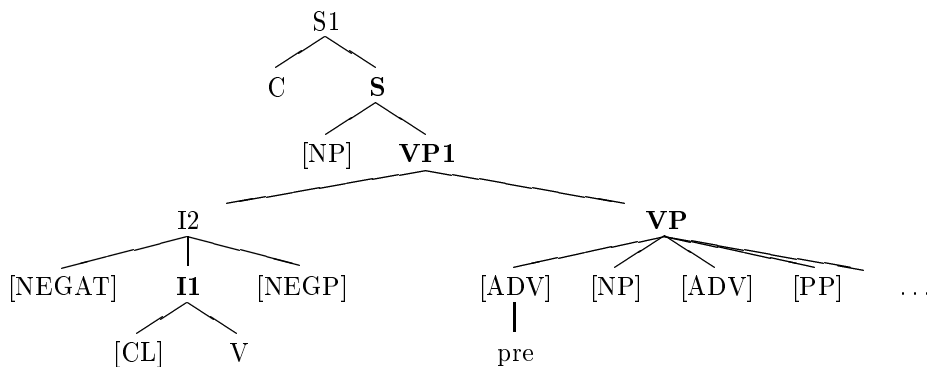 S1
C S
[NP] VP1
I2 VP
[NEGAT] I1 [NEGP] [ADV] [NP] [ADV] [PP] ...
[CL] V pre